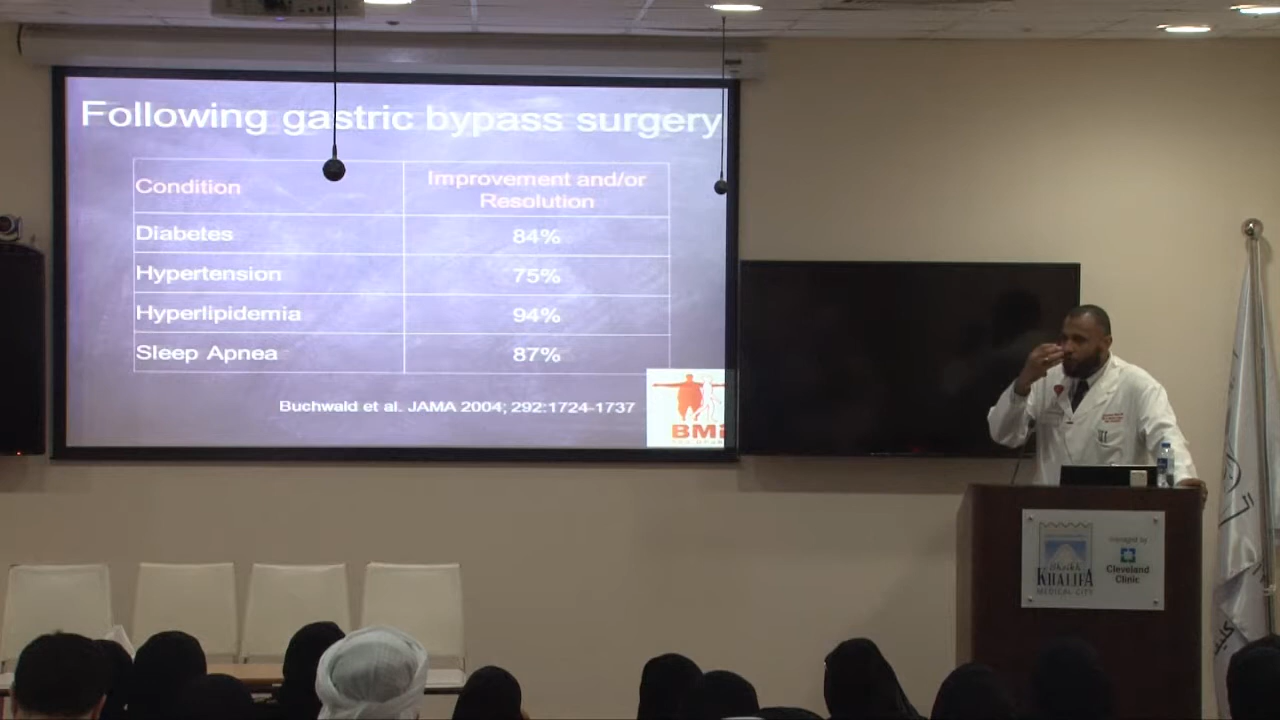 Following gastric bypass surgery
Condition
Improvement and/or
Resolution
Diabetes
84%
Hypertension
75%
Hyperlipidemia
94%
Sleep Apnea
87%
Buchwald et al. JAMA 2004; 292:1724-1737
BMi
Sheikh
KHALIFA
MEDICAL CITY
managed by
Cleveland
Clinic